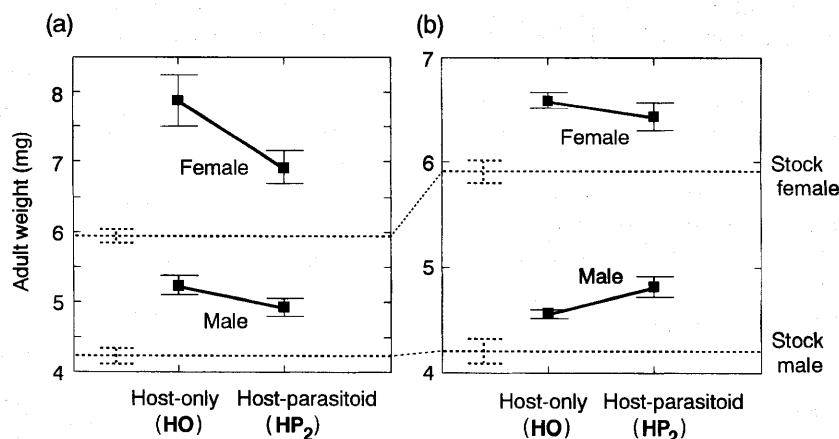 (a)
(b)
Adult weight (mg)
8
7
6
5
4
Female
Male
Host-only
(HO)
Host-parasitoid
(HP₂)
7
6
5
4
Female
Male
Stock
female
Stock
male
Host-only
(HO)
Host-parasitoid
(HP₂)